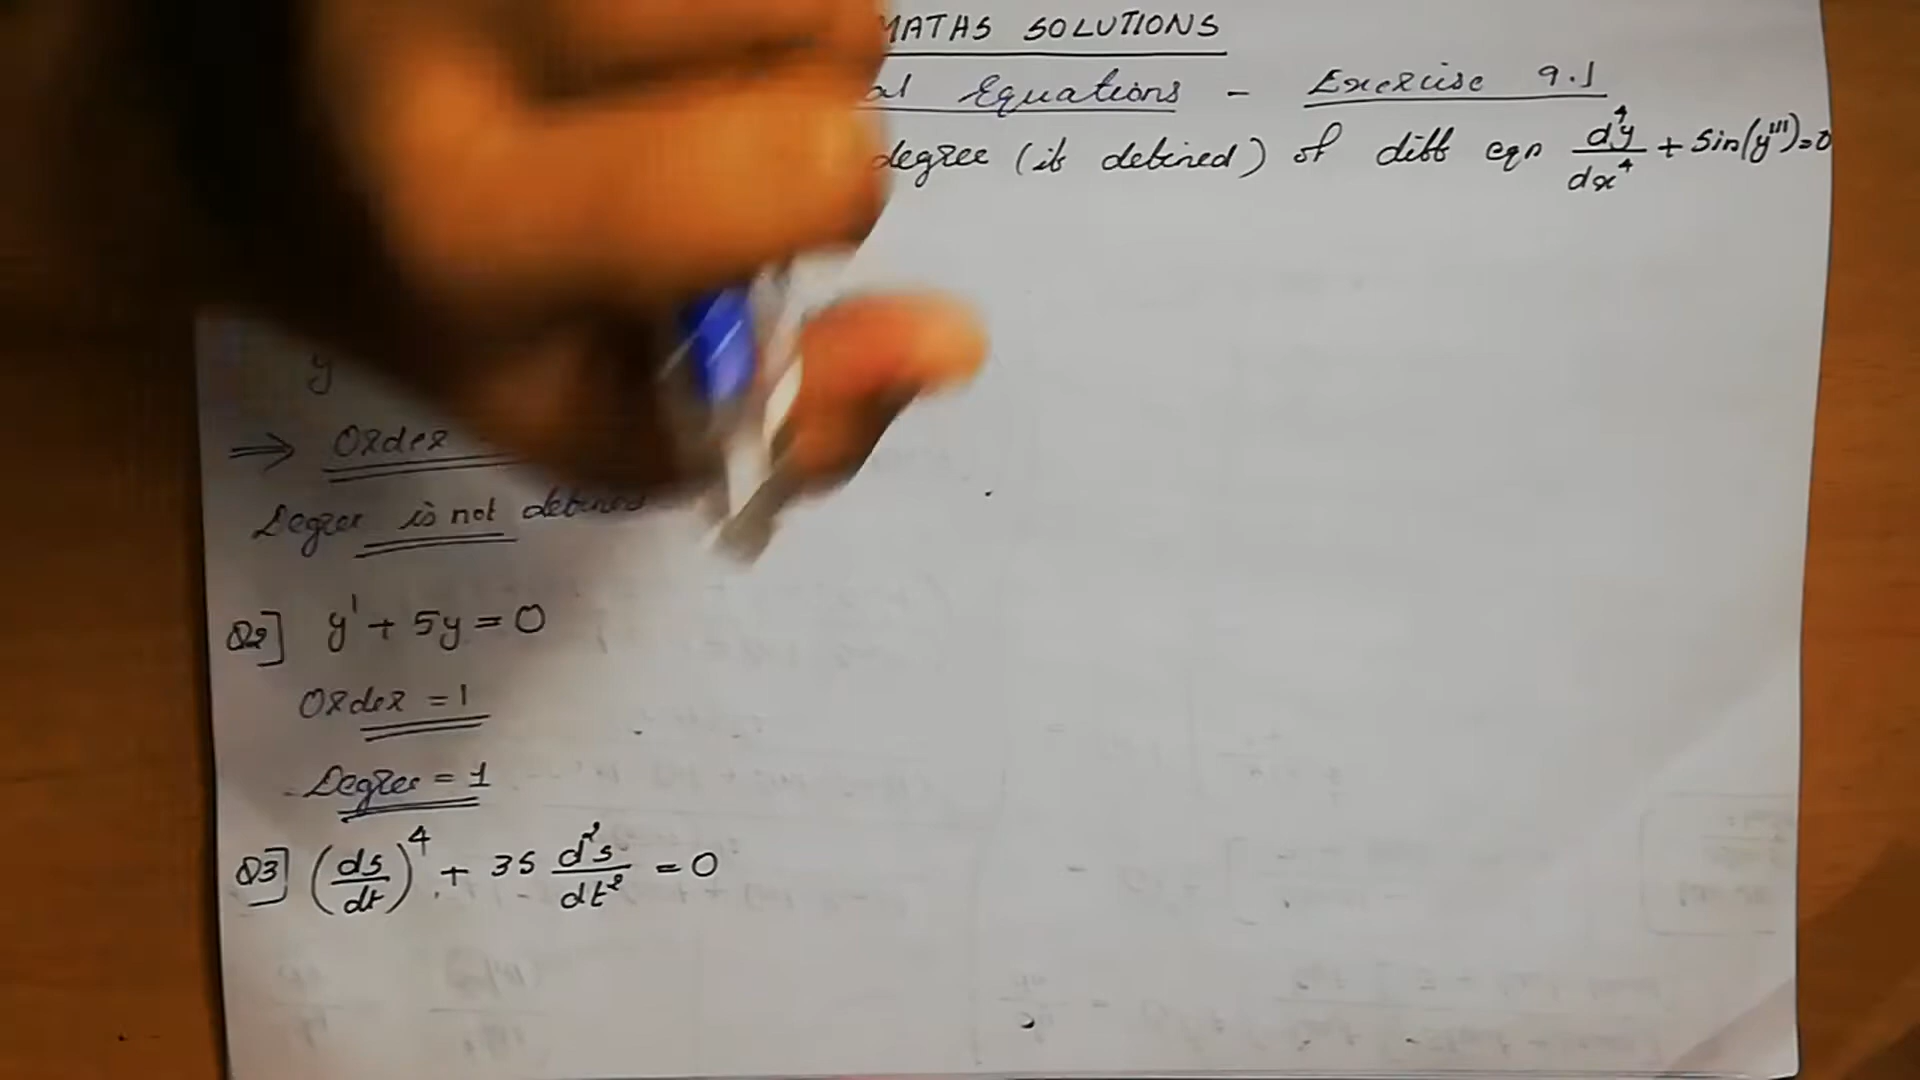 MATHS SOLUTIONS
Equations - Exercise 9.1
degree (if defined) of diff eqn d⁴y/dx⁴ + Sin(y''')=0
y
⇒ Order
Degree is not defined
Q2] y' + 5y = 0
Order = 1
Degree = 1
Q3] (ds/dt)⁴ + 3s d²s/dt² = 0